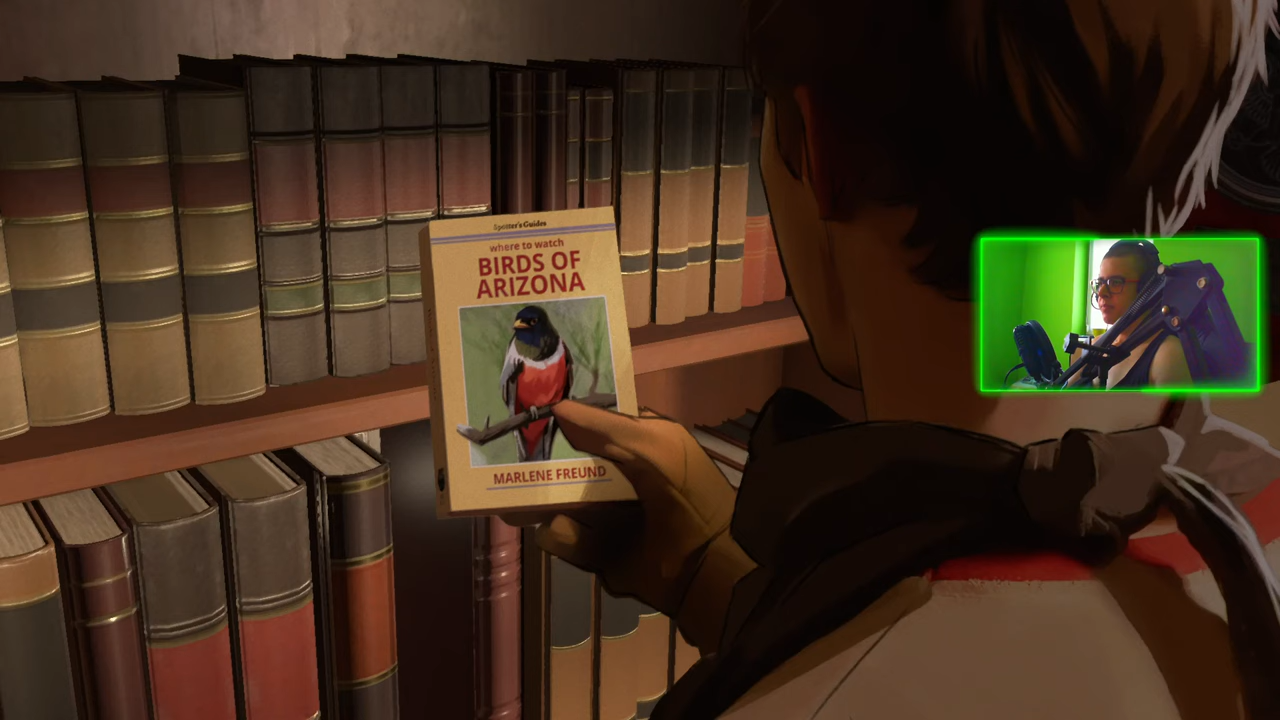 Spotter's Guides
where to watch
BIRDS OF
ARIZONA
MARLENE FREUND